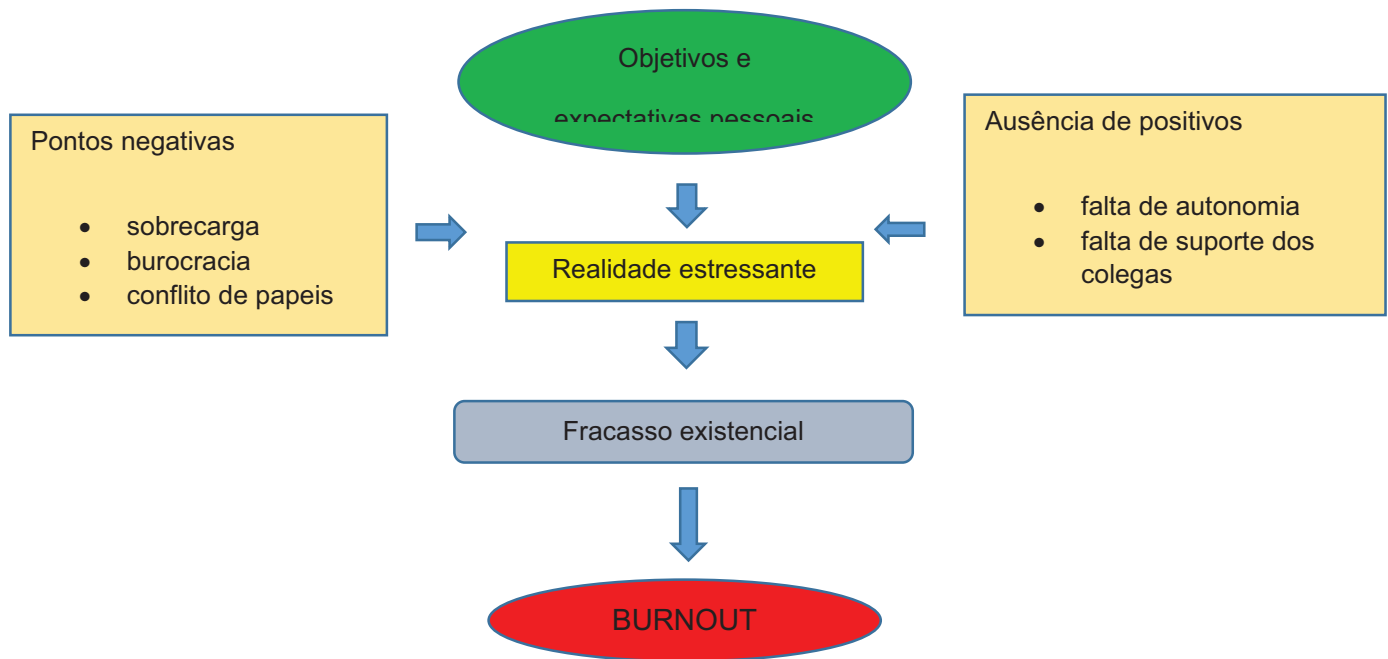 Objetivos e
expectativas pessoais
Pontos negativas
• sobrecarga
• burocracia
• conflito de papeis
Ausência de positivos
• falta de autonomia
• falta de suporte dos
colegas
Realidade estressante
Fracasso existencial
BURNOUT